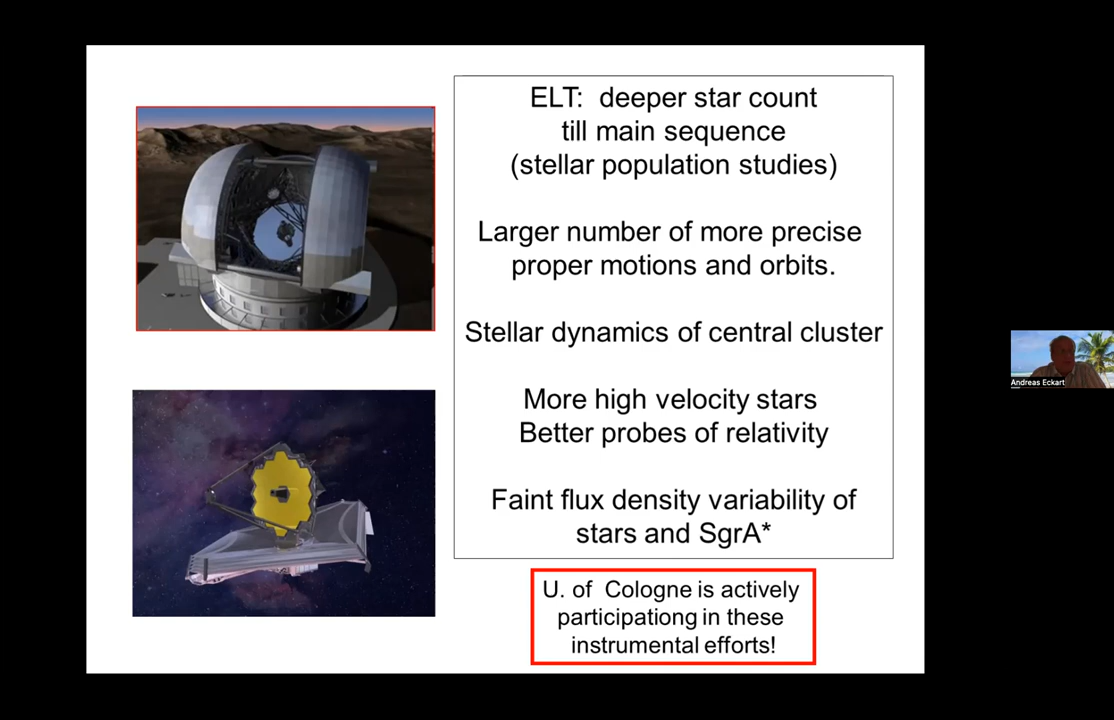 ELT:  deeper star count
till main sequence
(stellar population studies)
Larger number of more precise
proper motions and orbits.
Stellar dynamics of central cluster
More high velocity stars
Better probes of relativity
Faint flux density variability of
stars and SgrA*
U. of  Cologne is actively
participationg in these
instrumental efforts!
Andreas Eckart